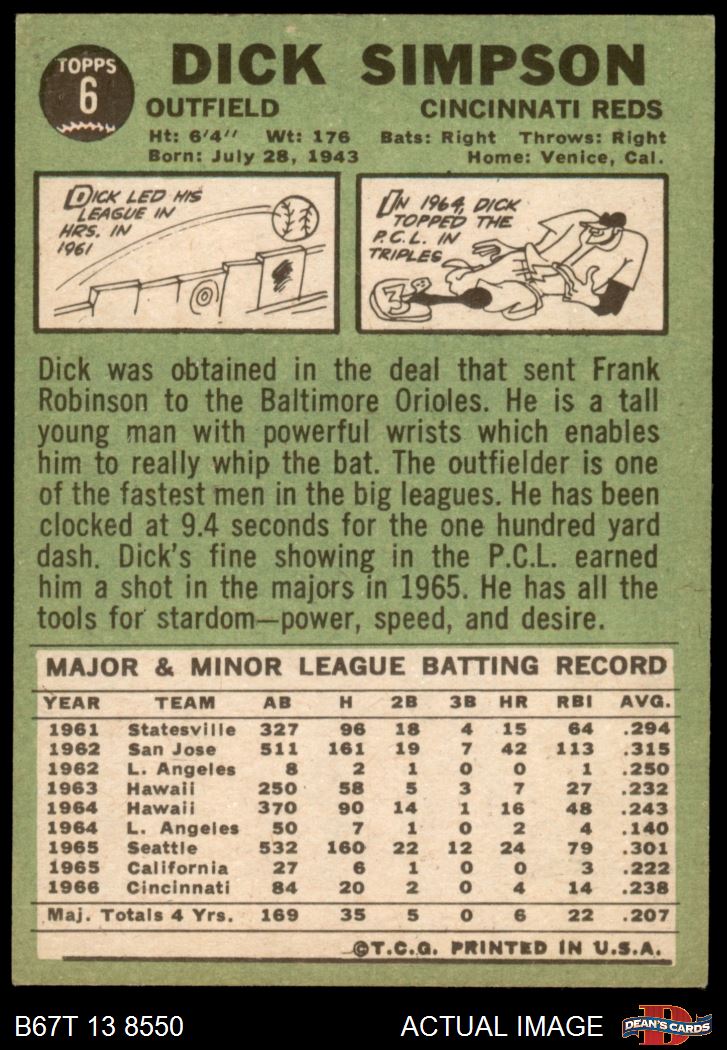 TOPPS
6
DICK SIMPSON
OUTFIELD CINCINNATI REDS
Ht: 6'4" Wt: 176 Bats: Right Throws: Right
Born: July 28, 1943 Home: Venice, Cal.
DICK LED HIS
LEAGUE IN
HRS. IN
1961
IN 1964, DICK
TOPPED THE
P.C.L. IN
TRIPLES
3
Dick was obtained in the deal that sent Frank
Robinson to the Baltimore Orioles. He is a tall
young man with powerful wrists which enables
him to really whip the bat. The outfielder is one
of the fastest men in the big leagues. He has been
clocked at 9.4 seconds for the one hundred yard
dash. Dick's fine showing in the P.C.L. earned
him a shot in the majors in 1965. He has all the
tools for stardom—power, speed, and desire.
MAJOR & MINOR LEAGUE BATTING RECORD
YEAR TEAM AB H 2B 3B HR RBI AVG.
1961 Statesville 327 96 18 4 15 64 .294
1962 San Jose 511 161 19 7 42 113 .315
1962 L. Angeles 8 2 1 0 0 1 .250
1963 Hawaii 250 58 5 3 7 27 .232
1964 Hawaii 370 90 14 1 16 48 .243
1964 L. Angeles 50 7 1 0 2 4 .140
1965 Seattle 532 160 22 12 24 79 .301
1965 California 27 6 1 0 0 3 .222
1966 Cincinnati 84 20 2 0 4 14 .238
Maj. Totals 4 Yrs. 169 35 5 0 6 22 .207
©T.C.G. PRINTED IN U.S.A.
B67T 13 8550 ACTUAL IMAGE
D
DEAN'S CARDS